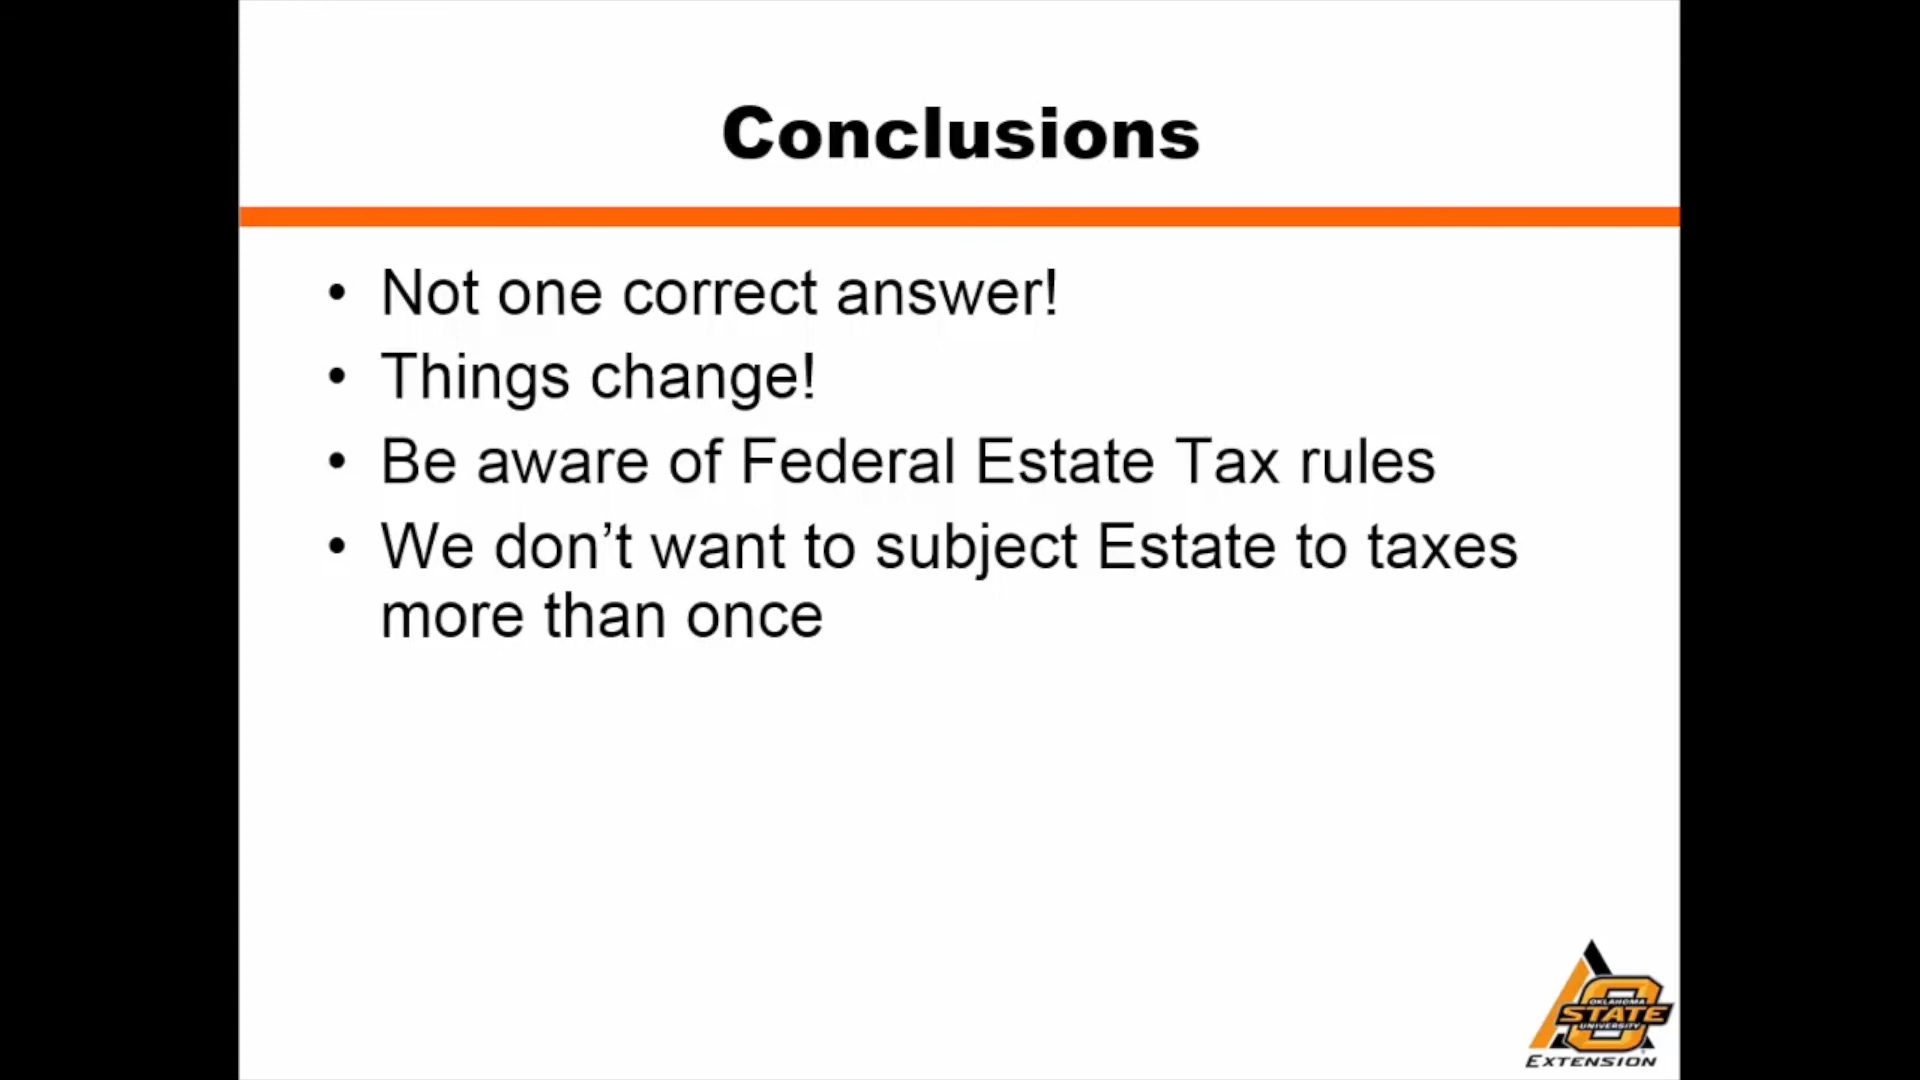 Conclusions
• Not one correct answer!
• Things change!
• Be aware of Federal Estate Tax rules
• We don’t want to subject Estate to taxes
more than once
OKLAHOMA
STATE
UNIVERSITY
EXTENSION